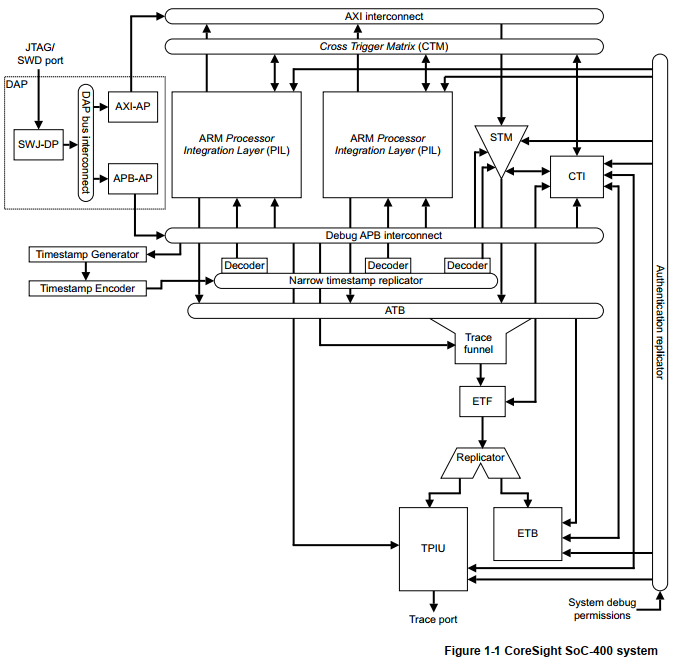 AXI interconnect
JTAG/
SWD port
Cross Trigger Matrix (CTM)
DAP
DAP bus interconnect
AXI-AP
SWJ-DP
APB-AP
ARM Processor
Integration Layer (PIL)
ARM Processor
Integration Layer (PIL)
STM
CTI
Debug APB interconnect
Timestamp Generator
Decoder
Decoder
Decoder
Timestamp Encoder
Narrow timestamp replicator
Authentication replicator
ATB
Trace
funnel
ETF
Replicator
TPIU
ETB
System debug
permissions
Trace port
Figure 1-1 CoreSight SoC-400 system